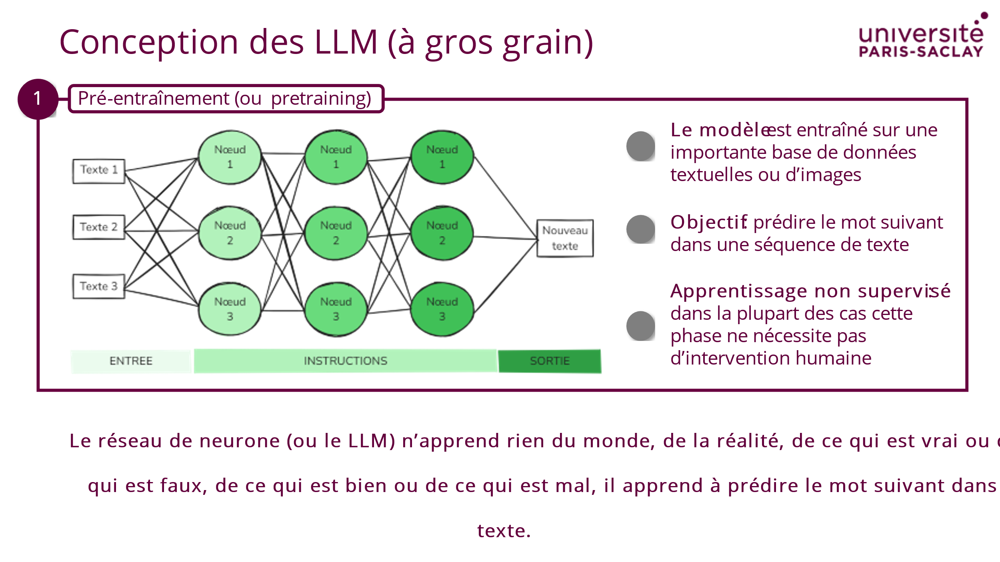 Conception des LLM (à gros grain)
universite
PARIS-SACLAY
1
Pré-entraînement (ou pretraining)
Texte 1
Texte 2
Texte 3
Nœud
1
Nœud
2
Nœud
3
Nœud
1
Nœud
2
Nœud
3
Nœud
1
Nœud
2
Nœud
3
Nouveau
texte
ENTREE
INSTRUCTIONS
SORTIE
Le modèle est entraîné sur une
importante base de données
textuelles ou d’images
Objectif : prédire le mot suivant
dans une séquence de texte
Apprentissage non supervisé :
dans la plupart des cas cette
phase ne nécessite pas
d’intervention humaine
Le réseau de neurone (ou le LLM) n’apprend rien du monde, de la réalité, de ce qui est vrai ou
qui est faux, de ce qui est bien ou de ce qui est mal, il apprend à prédire le mot suivant dans
texte.